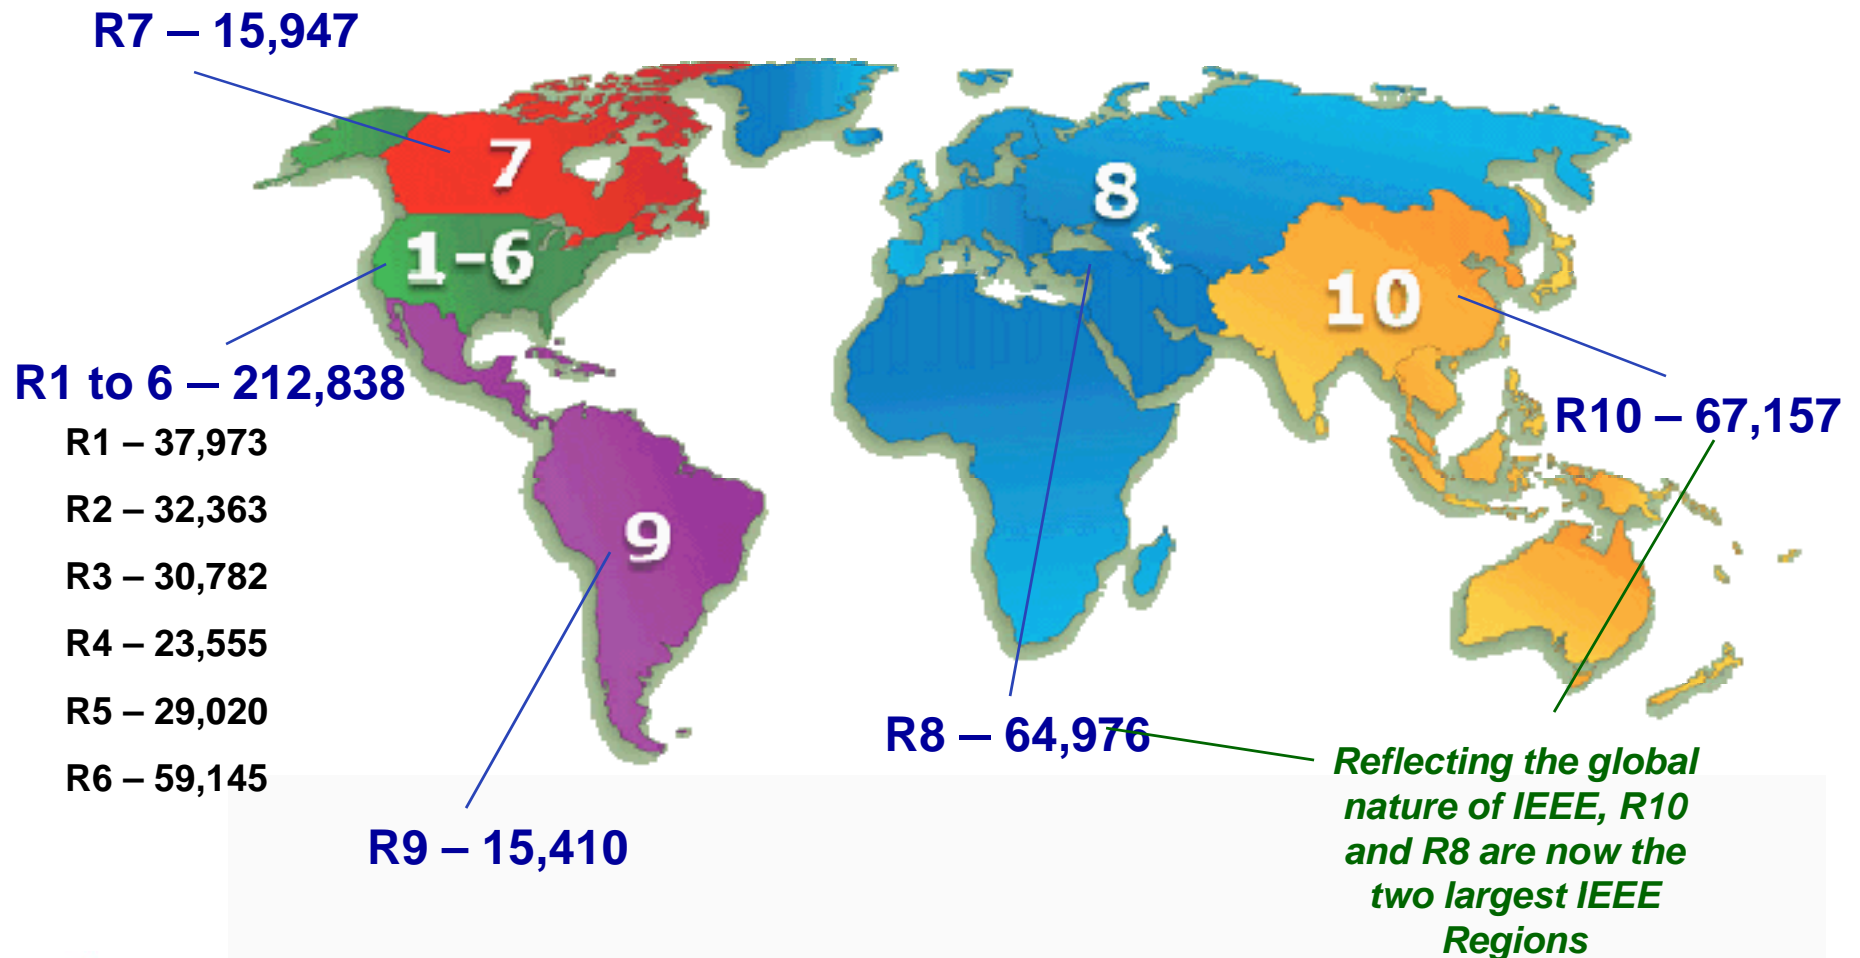 R7 – 15,947
7
8
1-6
10
R1 to 6 – 212,838
R1 – 37,973
R2 – 32,363
R3 – 30,782
R4 – 23,555
R5 – 29,020
R6 – 59,145
R10 – 67,157
9
R8 – 64,976
R9 – 15,410
Reflecting the global
nature of IEEE, R10
and R8 are now the
two largest IEEE
Regions